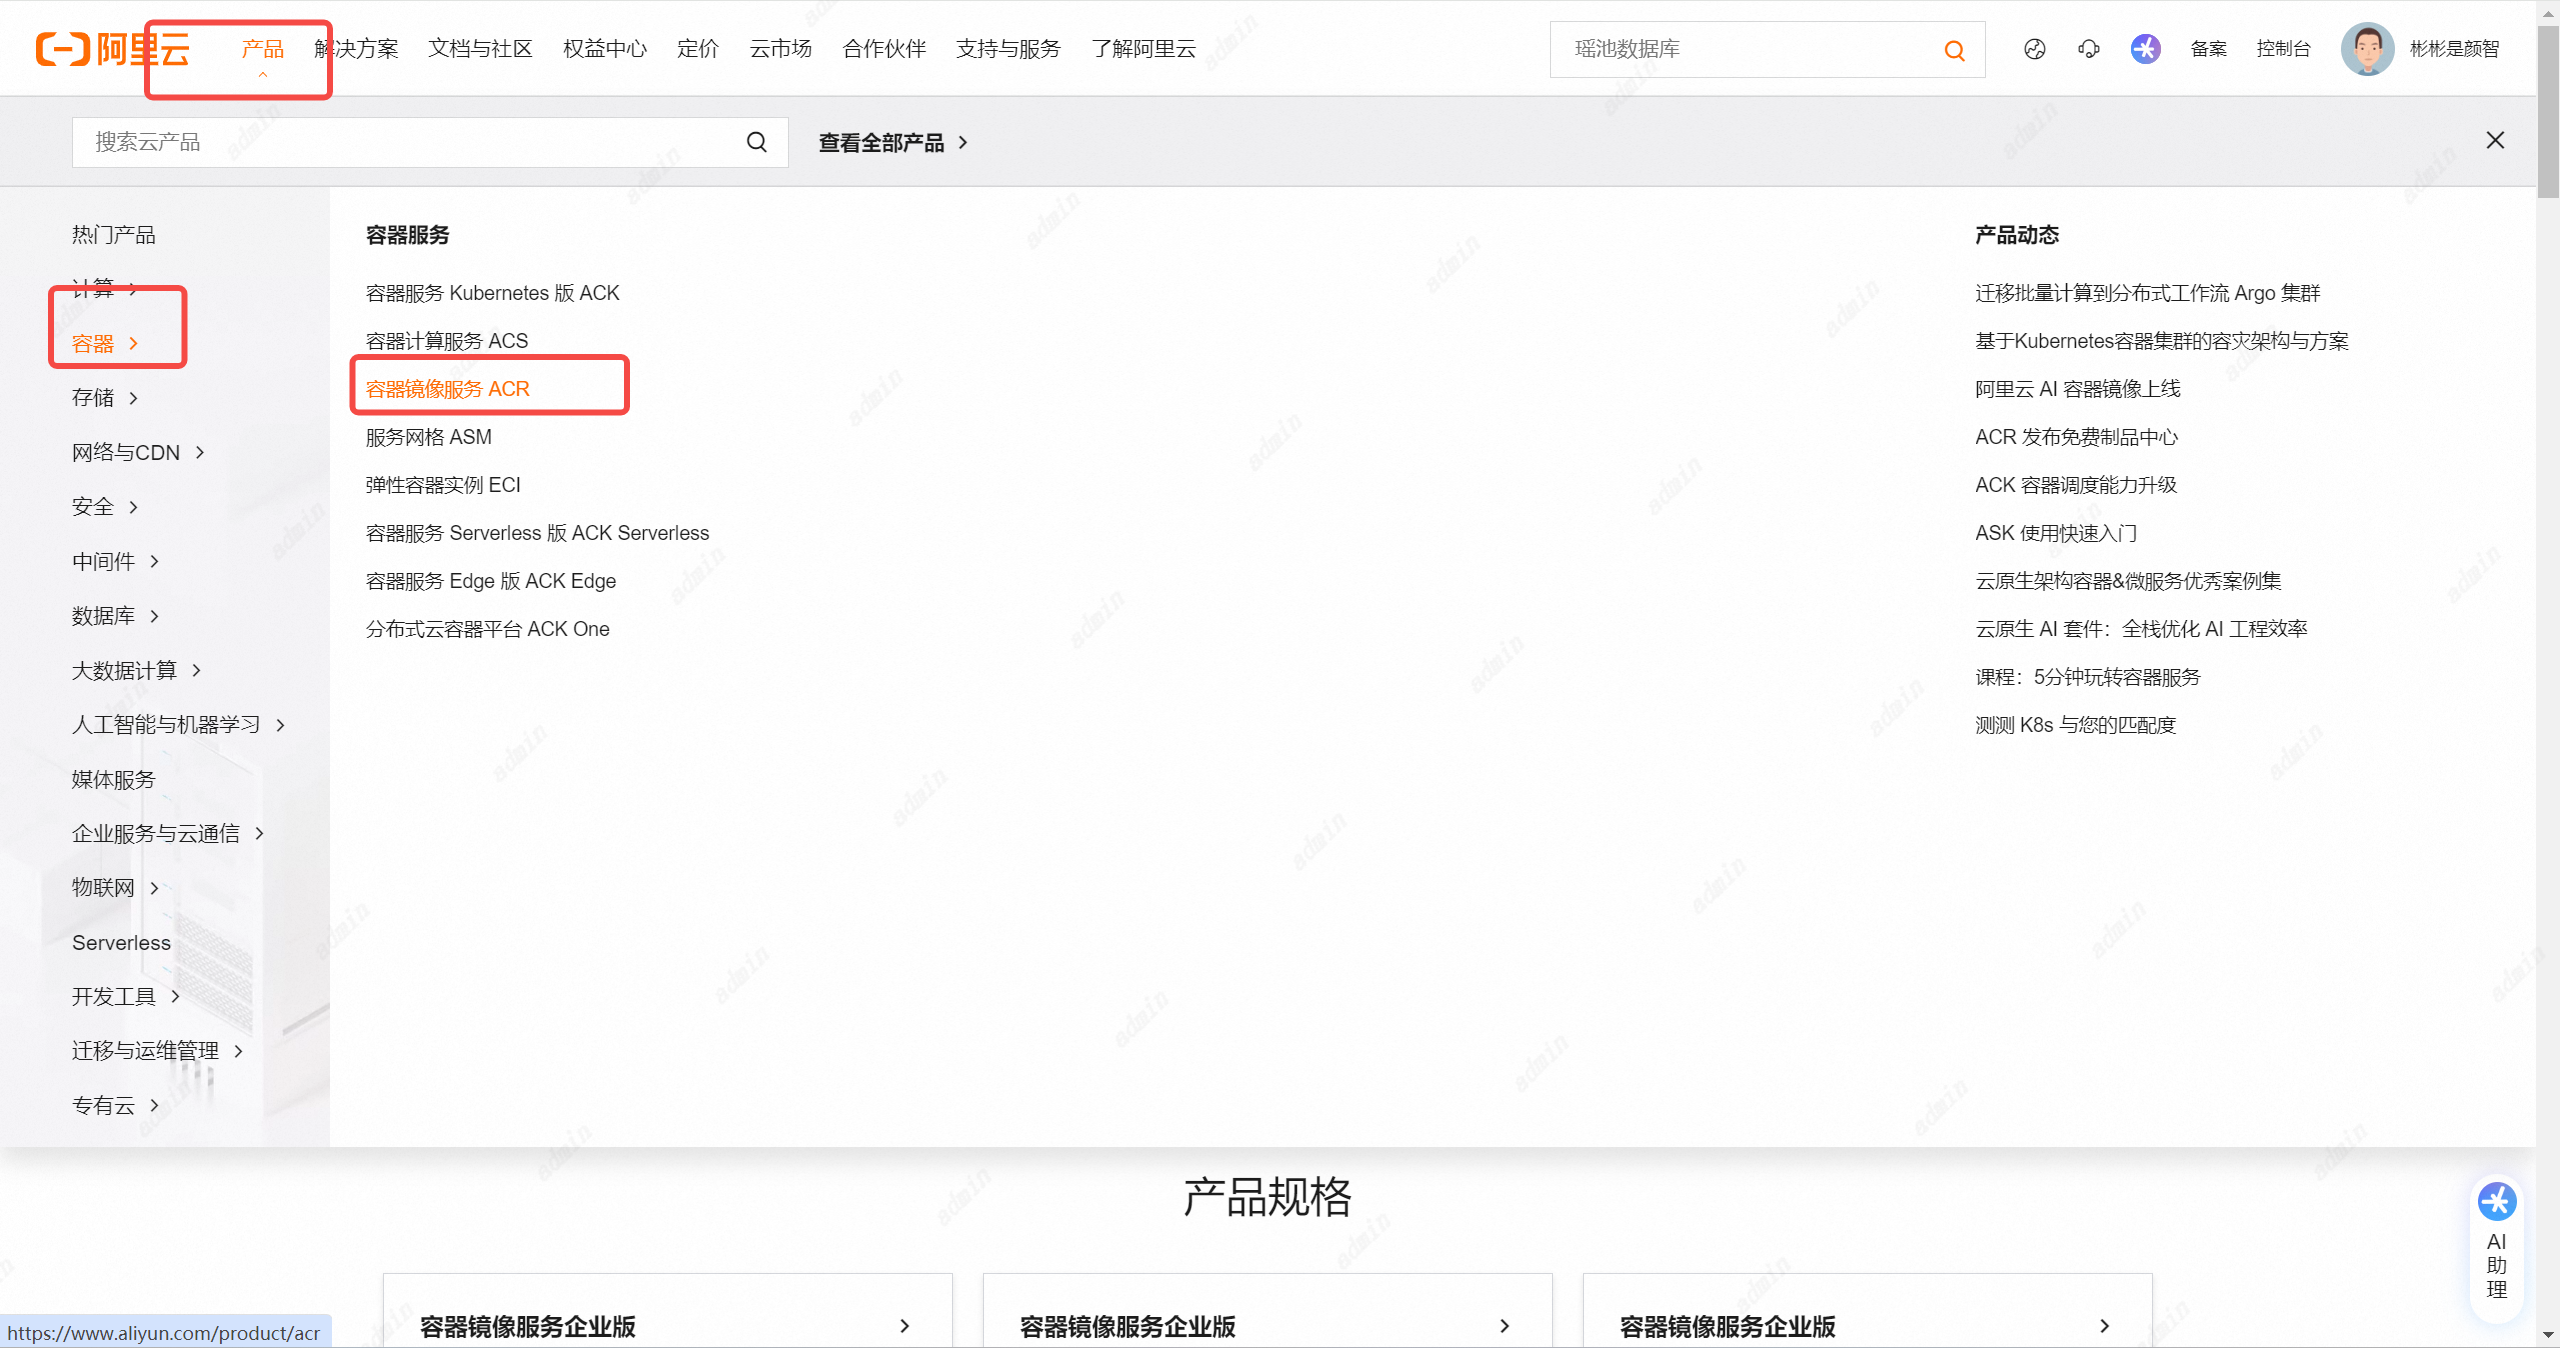 阿里云
产品
解决方案
文档与社区
权益中心
定价
云市场
合作伙伴
支持与服务
了解阿里云
瑶池数据库
备案
控制台
彬彬是颜智
搜索云产品
查看全部产品
热门产品
计算
容器
存储
网络与CDN
安全
中间件
数据库
大数据计算
人工智能与机器学习
媒体服务
企业服务与云通信
物联网
Serverless
开发工具
迁移与运维管理
专有云
容器服务
容器服务 Kubernetes 版 ACK
容器计算服务 ACS
容器镜像服务 ACR
服务网格 ASM
弹性容器实例 ECI
容器服务 Serverless 版 ACK Serverless
容器服务 Edge 版 ACK Edge
分布式云容器平台 ACK One
产品动态
迁移批量计算到分布式工作流 Argo 集群
基于Kubernetes容器集群的容灾架构与方案
阿里云 AI 容器镜像上线
ACR 发布免费制品中心
ACK 容器调度能力升级
ASK 使用快速入门
云原生架构容器&微服务优秀案例集
云原生 AI 套件：全栈优化 AI 工程效率
课程：5分钟玩转容器服务
测测 K8s 与您的匹配度
产品规格
容器镜像服务企业版
容器镜像服务企业版
容器镜像服务企业版
AI
助
理
https://www.aliyun.com/product/acr
admin